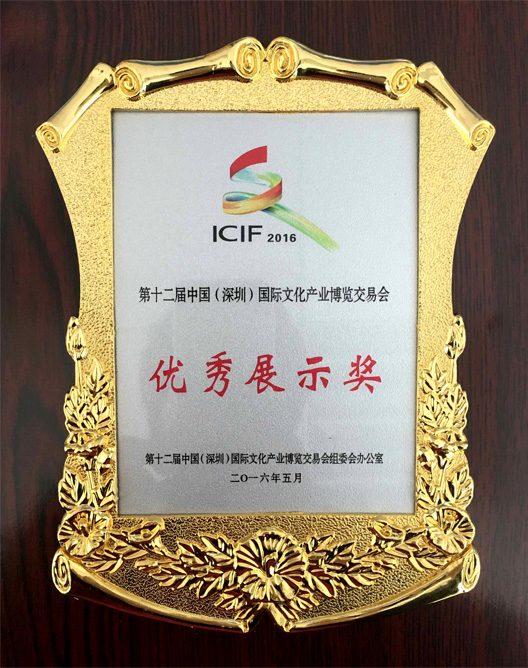 ICIF 2016
第十二届中国（深圳）国际文化产业博览交易会
优秀展示奖
第十二届中国（深圳）国际文化产业博览交易会组委会办公室
二O一六年五月